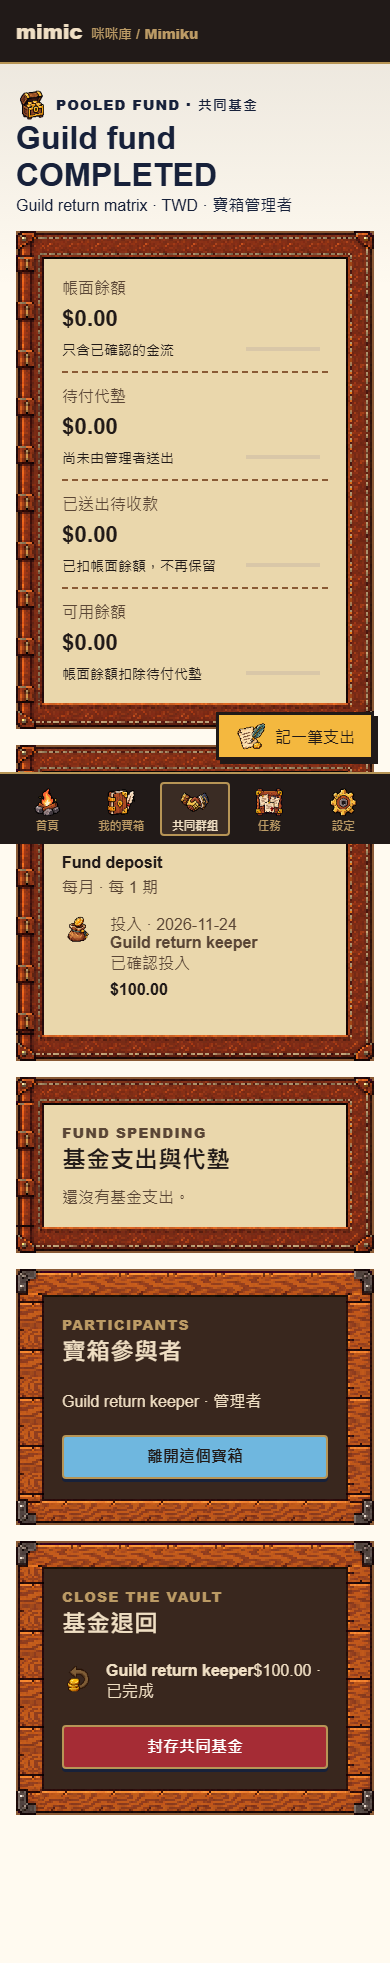 mimic 咪咪庫 / Mimiku
POOLED FUND · 共同基金
Guild fund
COMPLETED
Guild return matrix · TWD · 寶箱管理者
帳面餘額
$0.00
只含已確認的金流
待付代墊
$0.00
尚未由管理者送出
已送出待收款
$0.00
已扣帳面餘額，不再保留
可用餘額
$0.00
帳面餘額扣除待付代墊
記一筆支出
首頁 我的寶箱 共同群組 任務 設定
Fund deposit
每月 · 每 1 期
投入 · 2026-11-24
Guild return keeper
已確認投入
$100.00
FUND SPENDING
基金支出與代墊
還沒有基金支出。
PARTICIPANTS
寶箱參與者
Guild return keeper · 管理者
離開這個寶箱
CLOSE THE VAULT
基金退回
Guild return keeper$100.00 ·
已完成
封存共同基金